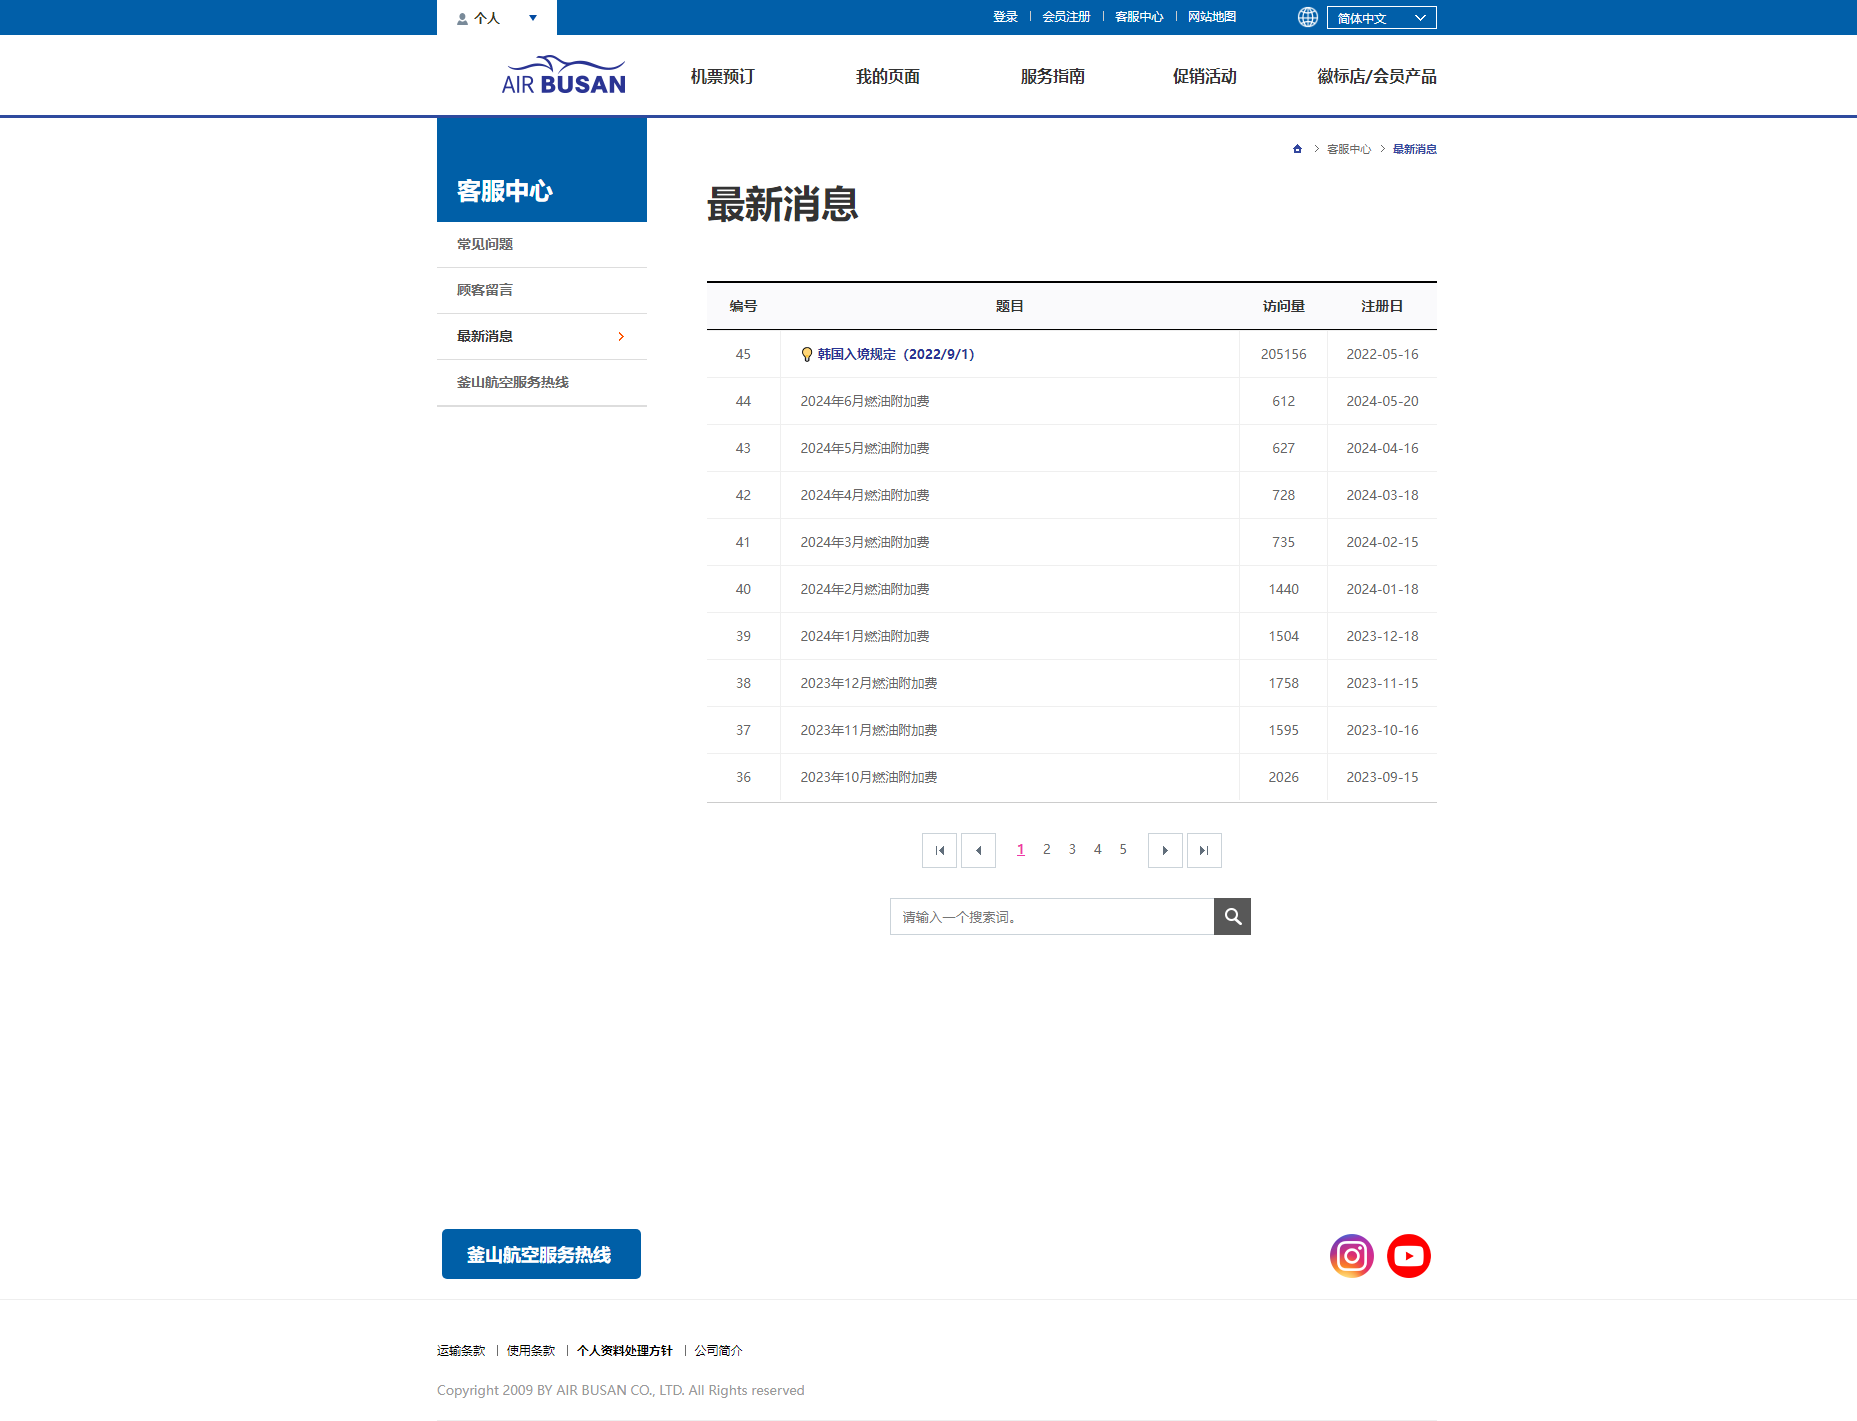 个人
登录 会员注册 客服中心 网站地图 简体中文
AIR BUSAN 机票预订 我的页面 服务指南 促销活动 徽标店/会员产品
客服中心 最新消息
客服中心
最新消息
常见问题
顾客留言
最新消息
釜山航空服务热线
编号 题目 访问量 注册日
45 韩国入境规定（2022/9/1） 205156 2022-05-16
44 2024年6月燃油附加费 612 2024-05-20
43 2024年5月燃油附加费 627 2024-04-16
42 2024年4月燃油附加费 728 2024-03-18
41 2024年3月燃油附加费 735 2024-02-15
40 2024年2月燃油附加费 1440 2024-01-18
39 2024年1月燃油附加费 1504 2023-12-18
38 2023年12月燃油附加费 1758 2023-11-15
37 2023年11月燃油附加费 1595 2023-10-16
36 2023年10月燃油附加费 2026 2023-09-15
1 2 3 4 5
请输入一个搜索词。
釜山航空服务热线
运输条款 使用条款 个人资料处理方针 公司简介
Copyright 2009 BY AIR BUSAN CO., LTD. All Rights reserved